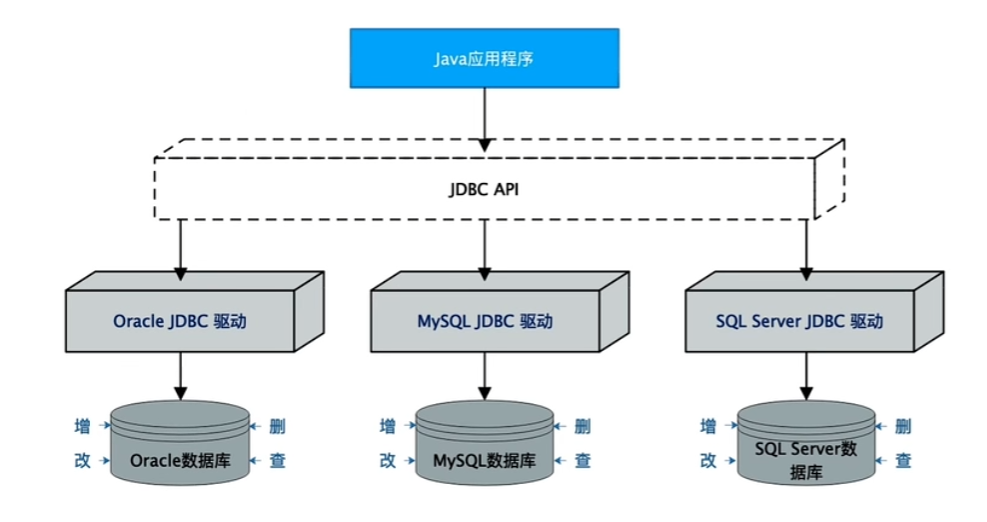 Java应用程序
JDBC API
Oracle JDBC 驱动
MySQL JDBC 驱动
SQL Server JDBC 驱动
增
删
改
查
Oracle数据库
增
删
改
查
MySQL数据库
增
删
改
查
SQL Server数
据库